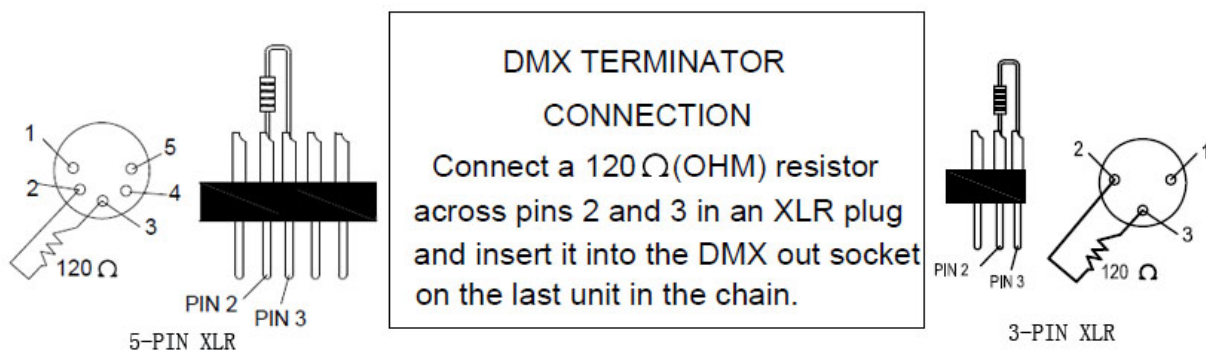 1
2
3
4
5
120 Ω
PIN 2
PIN 3
5-PIN XLR
DMX TERMINATOR
CONNECTION
Connect a 120Ω(OHM) resistor
across pins 2 and 3 in an XLR plug
and insert it into the DMX out socket
on the last unit in the chain.
PIN 2
PIN 3
2
1
3
120 Ω
3-PIN XLR